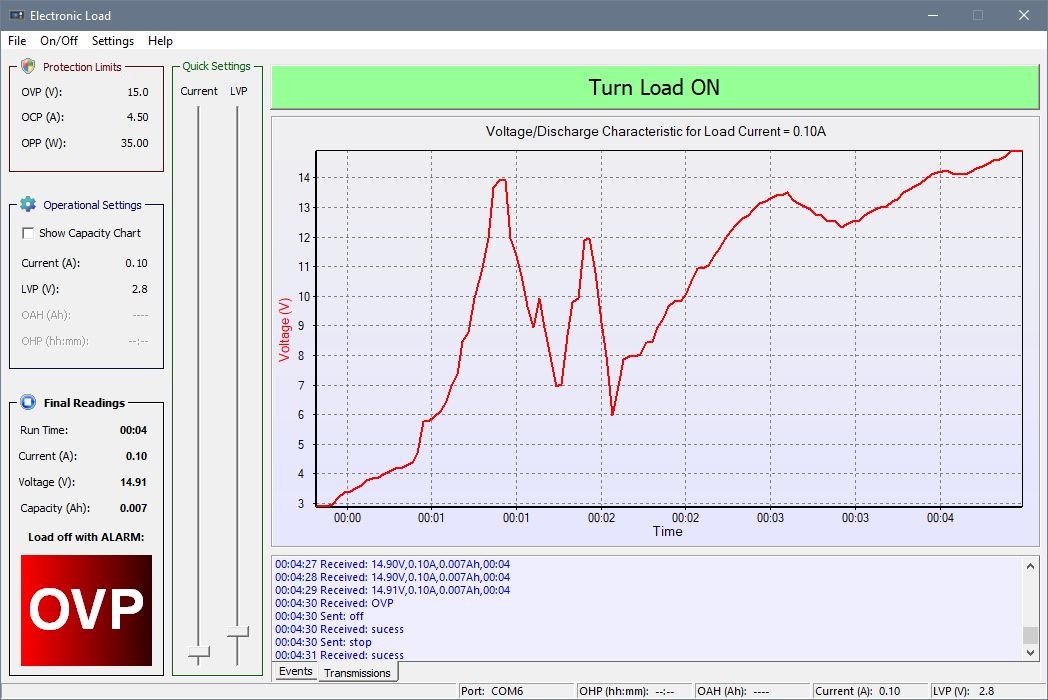 Electronic Load
File On/Off Settings Help
Protection Limits
OVP (V): 15.0
OCP (A): 4.50
OPP (W): 35.00
Operational Settings
Show Capacity Chart
Current (A): 0.10
LVP (V): 2.8
OAH (Ah): ----
OHP (hh:mm): --:--
Final Readings
Run Time: 00:04
Current (A): 0.10
Voltage (V): 14.91
Capacity (Ah): 0.007
Load off with ALARM:
OVP
Quick Settings
Current LVP
Turn Load ON
Voltage/Discharge Characteristic for Load Current = 0.10A
Voltage (V)
14
13
12
11
10
9
8
7
6
5
4
3
00:00 00:01 00:01 00:02 00:02 00:03 00:03 00:04
Time
00:04:27 Received: 14.90V,0.10A,0.007Ah,00:04
00:04:28 Received: 14.90V,0.10A,0.007Ah,00:04
00:04:29 Received: 14.91V,0.10A,0.007Ah,00:04
00:04:30 Received: OVP
00:04:30 Sent: off
00:04:30 Received: sucess
00:04:30 Sent: stop
00:04:31 Received: sucess
Events Transmissions
Port: COM6 OHP (hh:mm): --:-- OAH (Ah): ---- Current (A): 0.10 LVP (V): 2.8